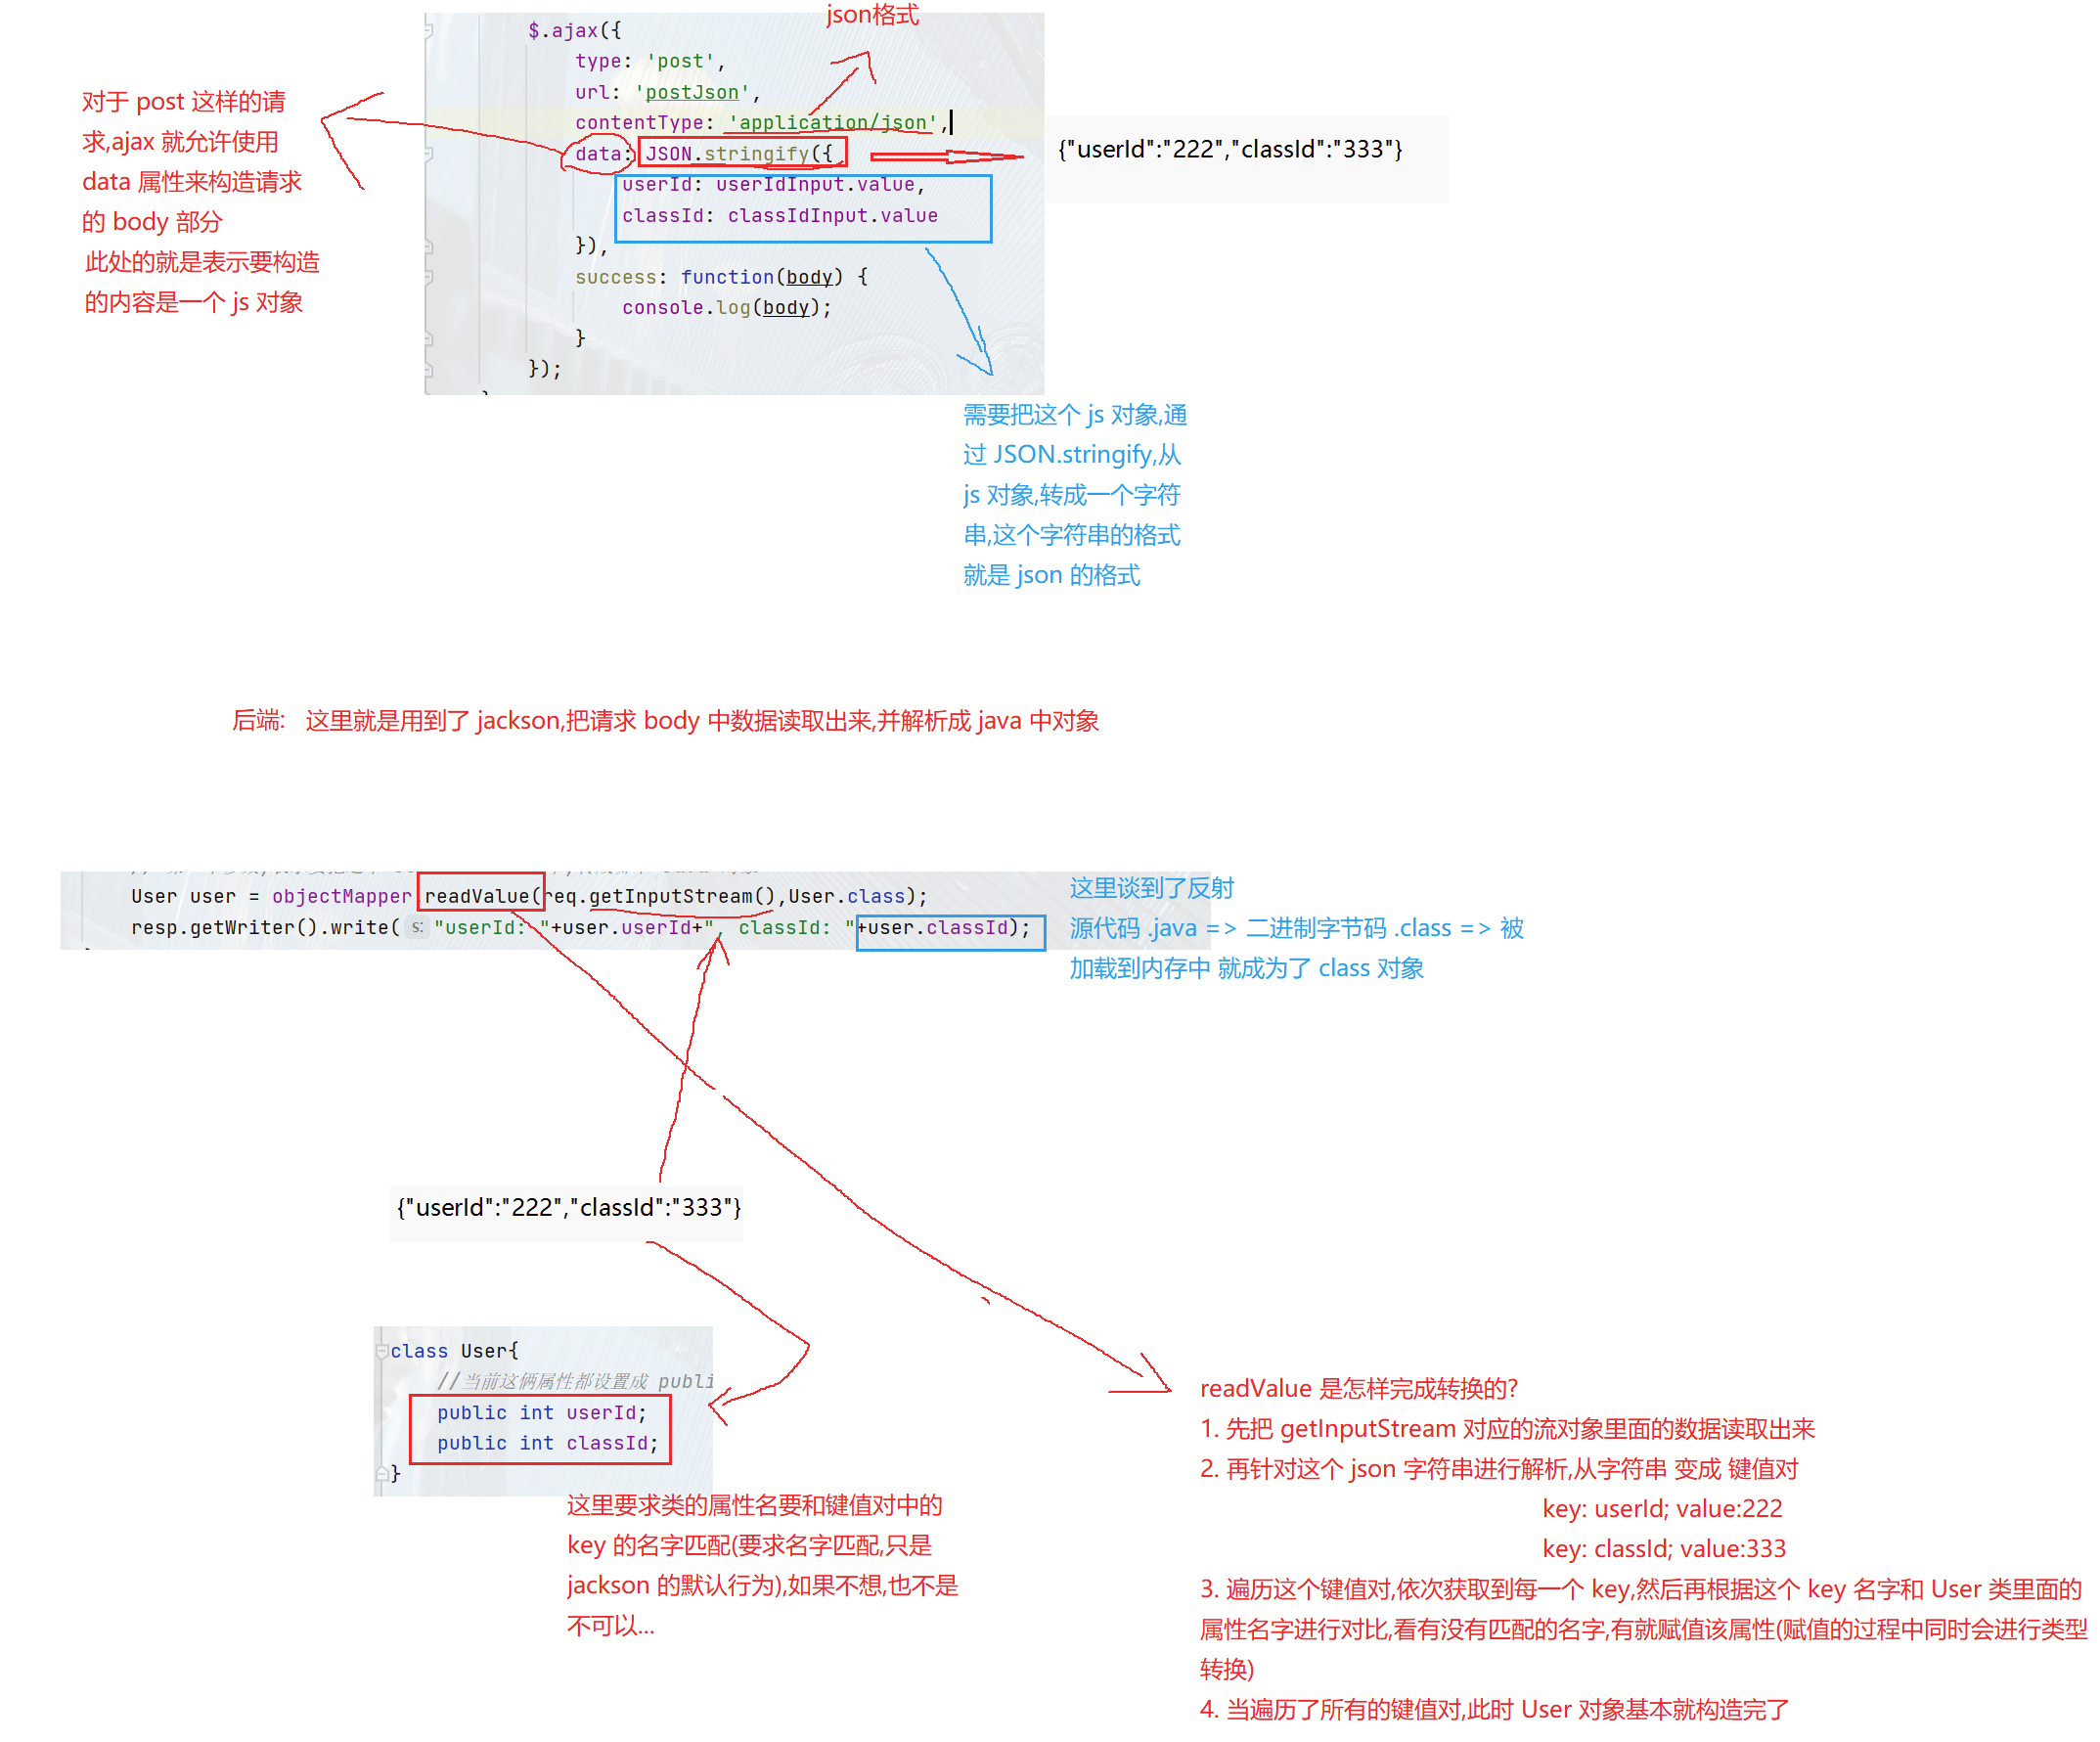 json格式
$.ajax({
type: 'post',
url: 'postJson',
contentType: 'application/json',
data: JSON.stringify({
userId: userIdInput.value,
classId: classIdInput.value
}),
success: function(body) {
console.log(body);
}
});
对于 post 这样的请
求,ajax 就允许使用
data 属性来构造请求
的 body 部分
此处的就是表示要构造
的内容是一个 js 对象
{"userId":"222","classId":"333"}
需要把这个 js 对象,通
过 JSON.stringify,从
js 对象,转成一个字符
串,这个字符串的格式
就是 json 的格式
后端: 这里就是用到了 jackson,把请求 body 中数据读取出来,并解析成 java 中对象
User user = objectMapper.readValue(req.getInputStream(),User.class);
resp.getWriter().write( s: "userId: "+user.userId+", classId: "+user.classId);
这里谈到了反射
源代码 .java => 二进制字节码 .class => 被
加载到内存中 就成为了 class 对象
{"userId":"222","classId":"333"}
class User{
//当前这俩属性都设置成 publi
public int userId;
public int classId;
}
这里要求类的属性名要和键值对中的
key 的名字匹配(要求名字匹配,只是
jackson 的默认行为),如果不想,也不是
不可以...
readValue 是怎样完成转换的?
1. 先把 getInputStream 对应的流对象里面的数据读取出来
2. 再针对这个 json 字符串进行解析,从字符串 变成 键值对
key: userId; value:222
key: classId; value:333
3. 遍历这个键值对,依次获取到每一个 key,然后再根据这个 key 名字和 User 类里面的
属性名字进行对比,看有没有匹配的名字,有就赋值该属性(赋值的过程中同时会进行类型
转换)
4. 当遍历了所有的键值对,此时 User 对象基本就构造完了